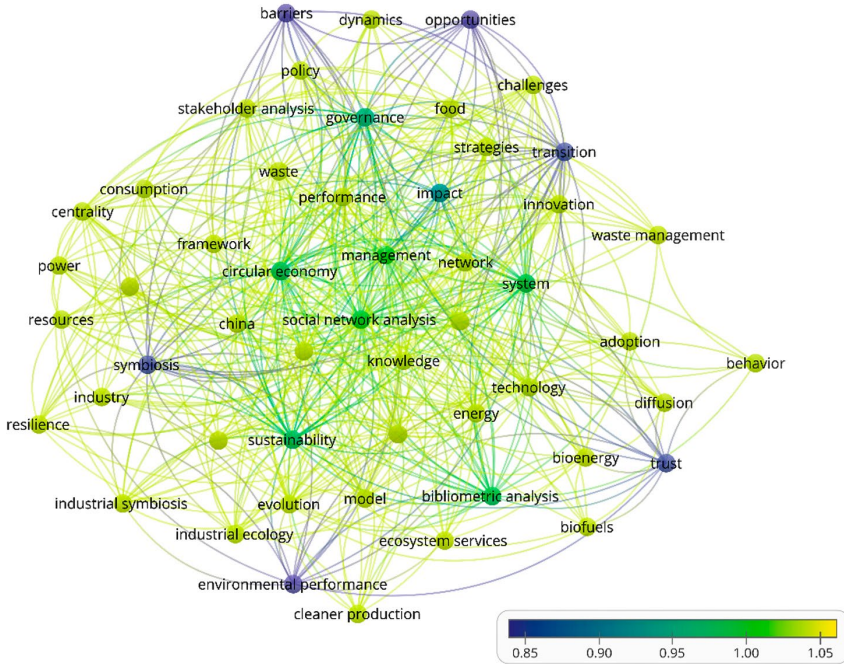 barriers
dynamics
opportunities
policy
challenges
stakeholder analysis
governance
food
strategies
transition
waste
consumption
performance
impact
innovation
centrality
waste management
framework
management
network
power
circular economy
system
resources
china
social network analysis
adoption
symbiosis
knowledge
behavior
technology
industry
energy
diffusion
resilience
sustainability
bioenergy
trust
industrial symbiosis
evolution
model
bibliometric analysis
industrial ecology
ecosystem services
biofuels
environmental performance
cleaner production
0.85 0.90 0.95 1.00 1.05